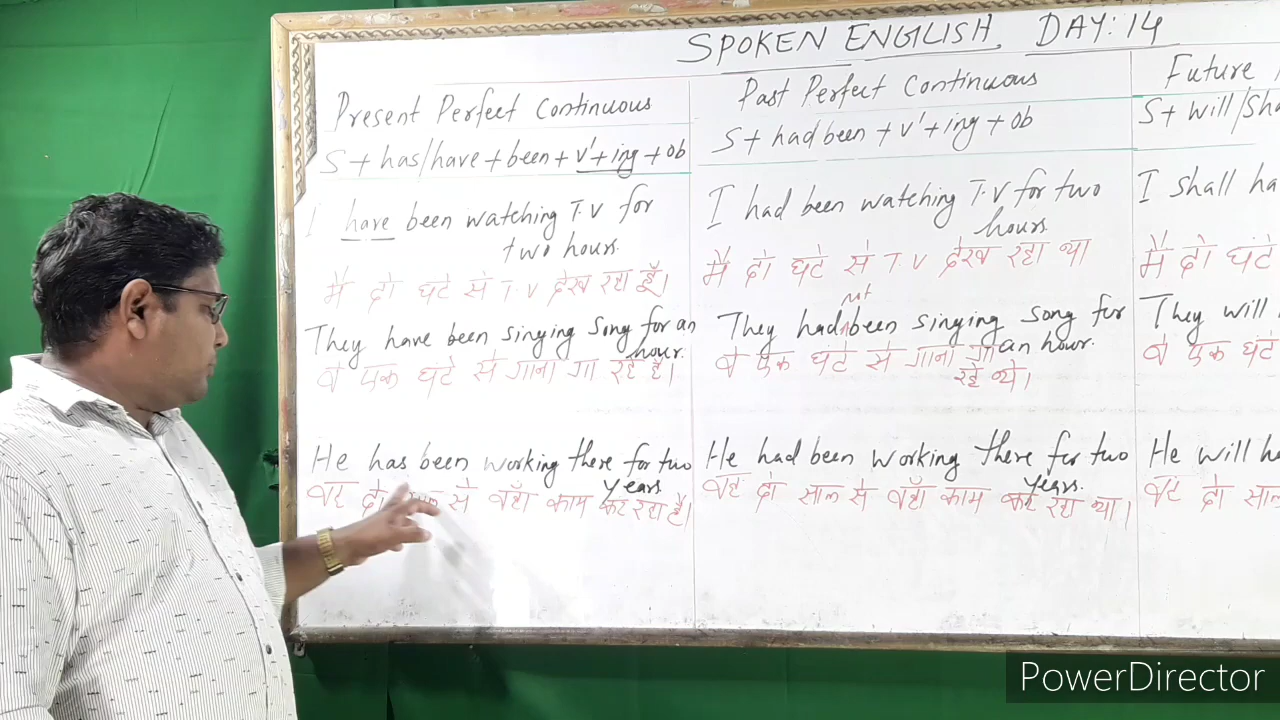 SPOKEN ENGLISH DAY: 14
Present Perfect Continuous
S + has/have + been + v' + ing + ob
I have been watching T.V for
two hours.
मैं दो घंटे से T.V देख रहा हूँ।
They have been singing song for an
hour.
वे एक घंटे से गाना गा रहे हैं।
He has been working there for two
years
वह दो से वहाँ काम कर रहा है।
Past Perfect Continuous
S + had been + v' + ing + ob
I had been watching T.V for two
hours.
मैं दो घंटे से T.V देख रहा था
not
They had been singing song for
an hour.
वे एक घंटे से गाना गा
रहे थे।
He had been working there for two
years.
वह दो साल से वहाँ काम कर रहा था।
Future
S + will/Sha
I shall ha
मैं दो घंटे
They will
वे एक घंटे
He will h
वह दो साल